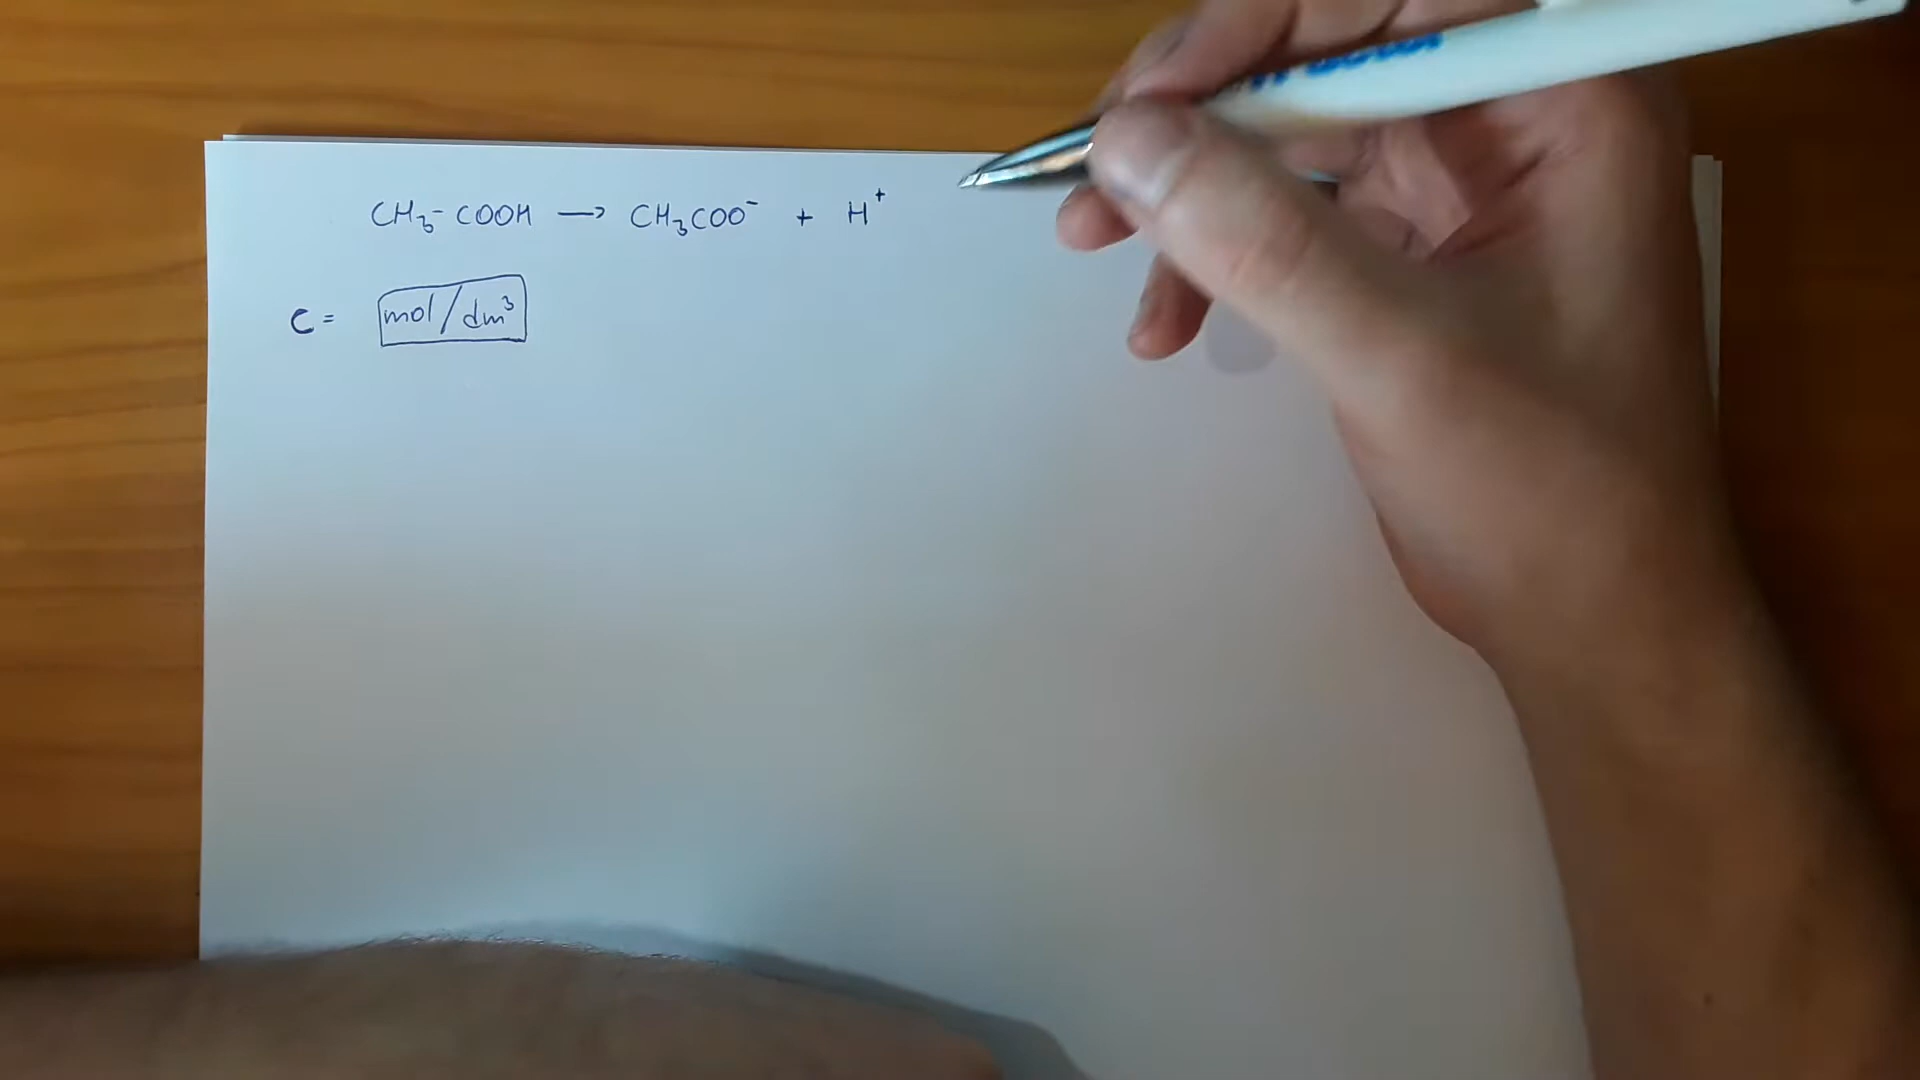 CH₃-COOH → CH₃COO⁻ + H⁺
C = mol/dm³